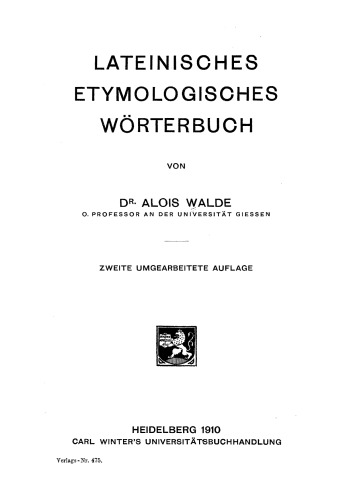 LATEINISCHES
ETYMOLOGISCHES
WÖRTERBUCH
VON
DR. ALOIS WALDE
O. PROFESSOR AN DER UNIVERSITÄT GIESSEN
ZWEITE UMGEARBEITETE AUFLAGE
HEIDELBERG 1910
CARL WINTER'S UNIVERSITÄTSBUCHHANDLUNG
Verlags-Nr. 475.